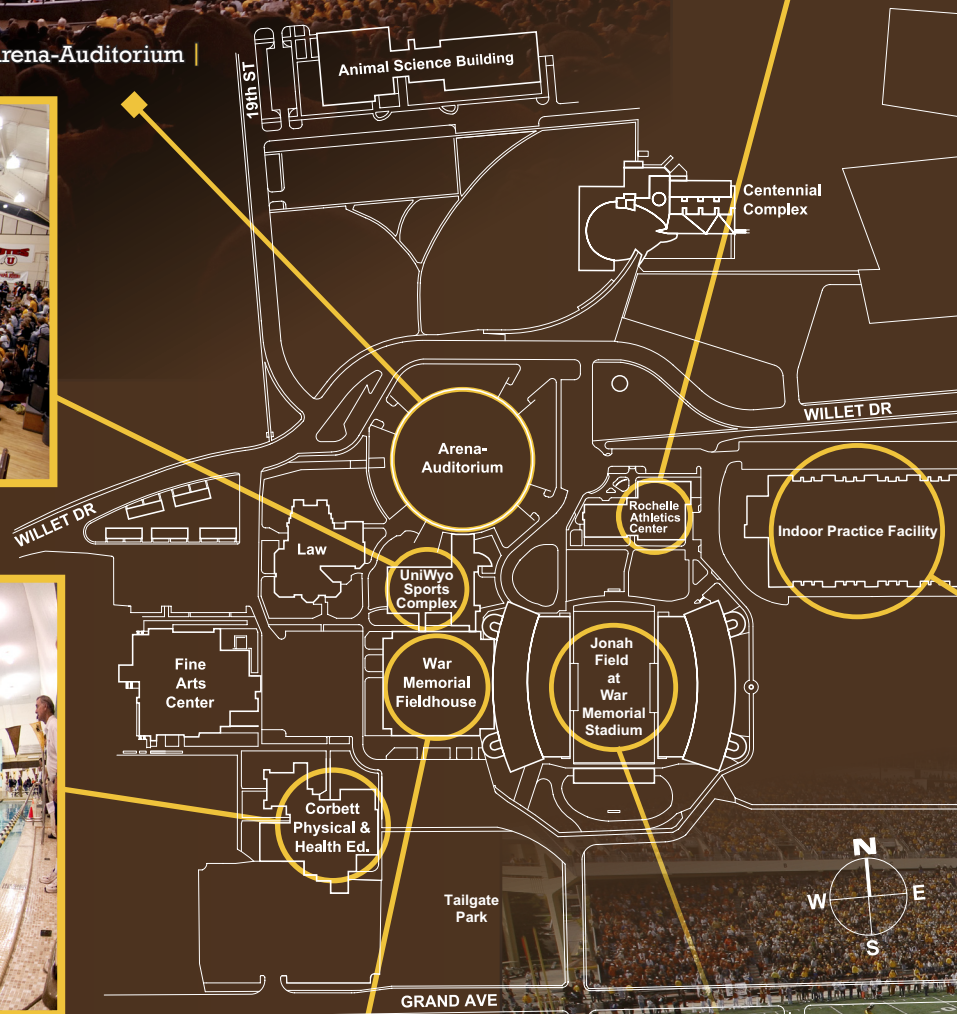 Arena-Auditorium |
19th ST
Animal Science Building
Centennial
Complex
WILLET DR
Arena-
Auditorium
Rochelle
Athletics
Center
Indoor Practice Facility
WILLET DR
Law
UniWyo
Sports
Complex
Fine
Arts
Center
War
Memorial
Fieldhouse
Jonah
Field
at
War
Memorial
Stadium
Corbett
Physical &
Health Ed.
Tailgate
Park
N
W
E
S
GRAND AVE
U